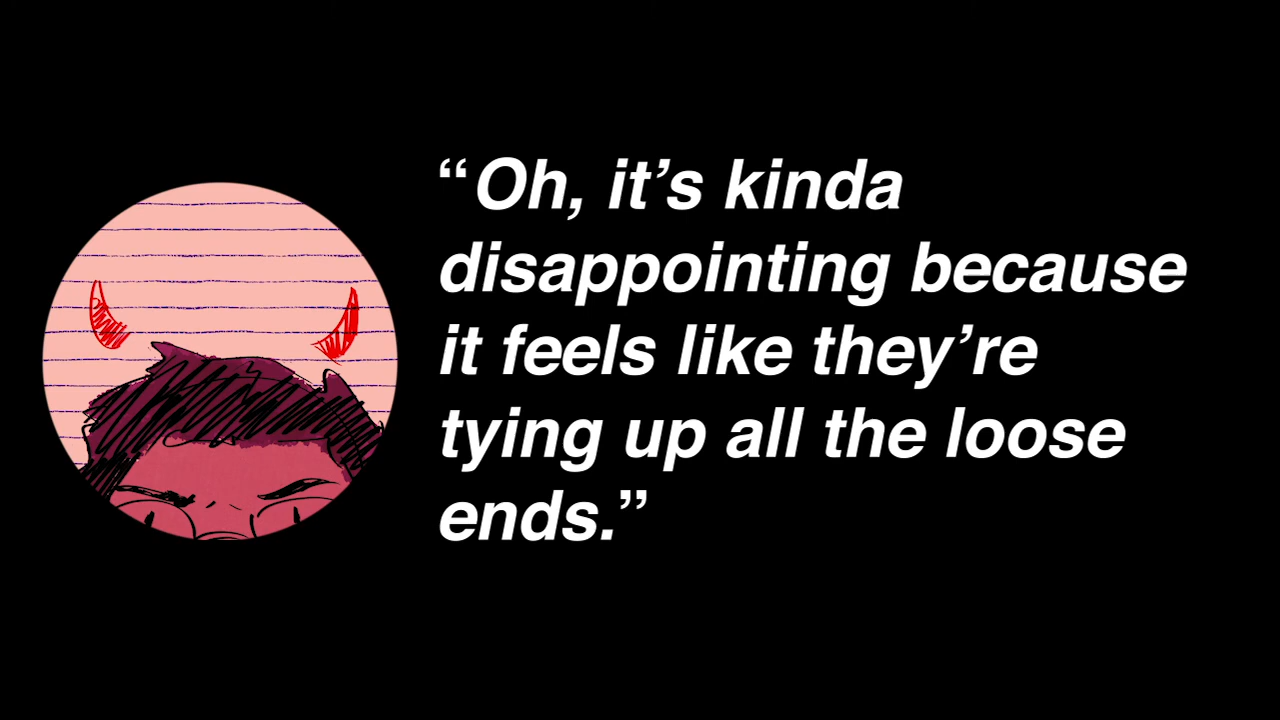 “Oh, it’s kinda
disappointing because
it feels like they’re
tying up all the loose
ends.”